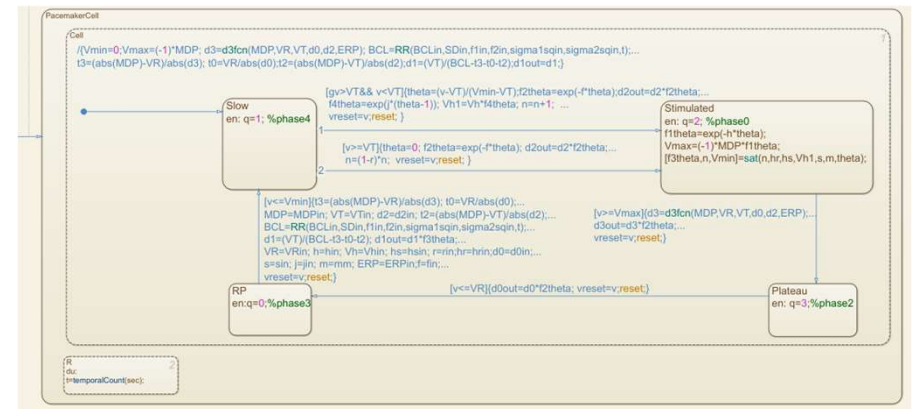 PacemakerCell
Cell
1
/{Vmin=0;Vmax=(-1)*MDP; d3=d3fcn(MDP,VR,VT,d0,d2,ERP); BCL=RR(BCLin,SDin,f1in,f2in,sigma1sqin,sigma2sqin,t);...
t3=(abs(MDP)-VR)/abs(d3); t0=VR/abs(d0);t2=(abs(MDP)-VT)/abs(d2);d1=(VT)/(BCL-t3-t0-t2);d1out=d1;}
[gv>VT&& v<VT]{theta=(v-VT)/(Vmin-VT);f2theta=exp(-f*theta);d2out=d2*f2theta;...
f4theta=exp(j*(theta-1)); Vh1=Vh*f4theta; n=n+1; ...
vreset=v;reset; }
Slow
en: q=1; %phase4
1
[v>=VT]{theta=0; f2theta=exp(-f*theta); d2out=d2*f2theta;...
n=(1-r)*n; vreset=v;reset; }
2
Stimulated
en: q=2; %phase0
f1theta=exp(-h*theta);
Vmax=(-1)*MDP*f1theta;
[f3theta,n,Vmin]=sat(n,hr,hs,Vh1,s,m,theta);
[v<=Vmin]{t3=(abs(MDP)-VR)/abs(d3); t0=VR/abs(d0);...
MDP=MDPin; VT=VTin; d2=d2in; t2=(abs(MDP)-VT)/abs(d2);...
BCL=RR(BCLin,SDin,f1in,f2in,sigma1sqin,sigma2sqin,t);...
d1=(VT)/(BCL-t3-t0-t2); d1out=d1*f3theta;...
VR=VRin; h=hin; Vh=Vhin; hs=hsin; r=rin;hr=hrin;d0=d0in;...
s=sin; j=jin; m=mm; ERP=ERPin;f=fin;...
vreset=v;reset;}
[v>=Vmax]{d3=d3fcn(MDP,VR,VT,d0,d2,ERP);...
d3out=d3*f2theta;...
vreset=v;reset;}
RP
en:q=0;%phase3
[v<=VR]{d0out=d0*f2theta; vreset=v;reset;}
Plateau
en: q=3;%phase2
R
2
du:
t=temporalCount(sec);